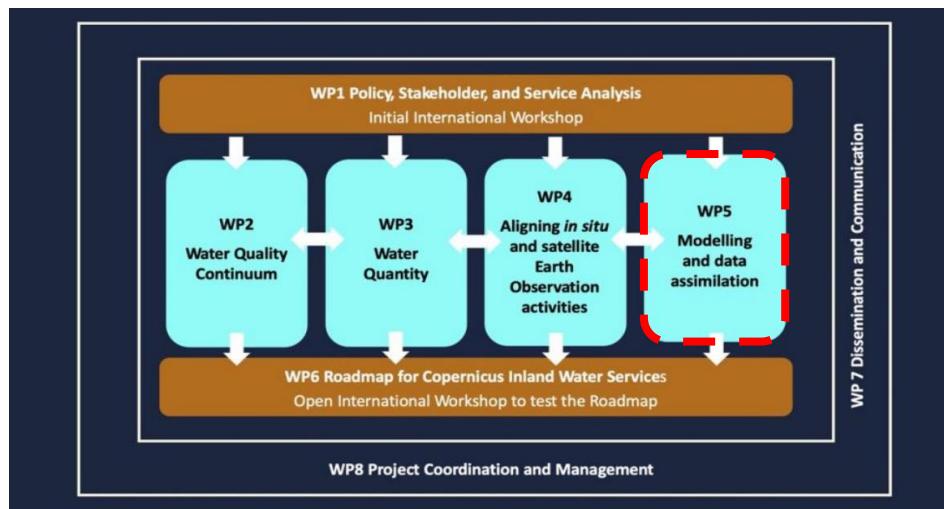 WP1 Policy, Stakeholder, and Service Analysis
Initial International Workshop
WP2
Water Quality
Continuum
WP3
Water
Quantity
WP4
Aligning in situ
and satellite
Earth
Observation
activities
WP5
Modelling
and data
assimilation
WP6 Roadmap for Copernicus Inland Water Services
Open International Workshop to test the Roadmap
WP 7 Dissemination and Communication
WP8 Project Coordination and Management